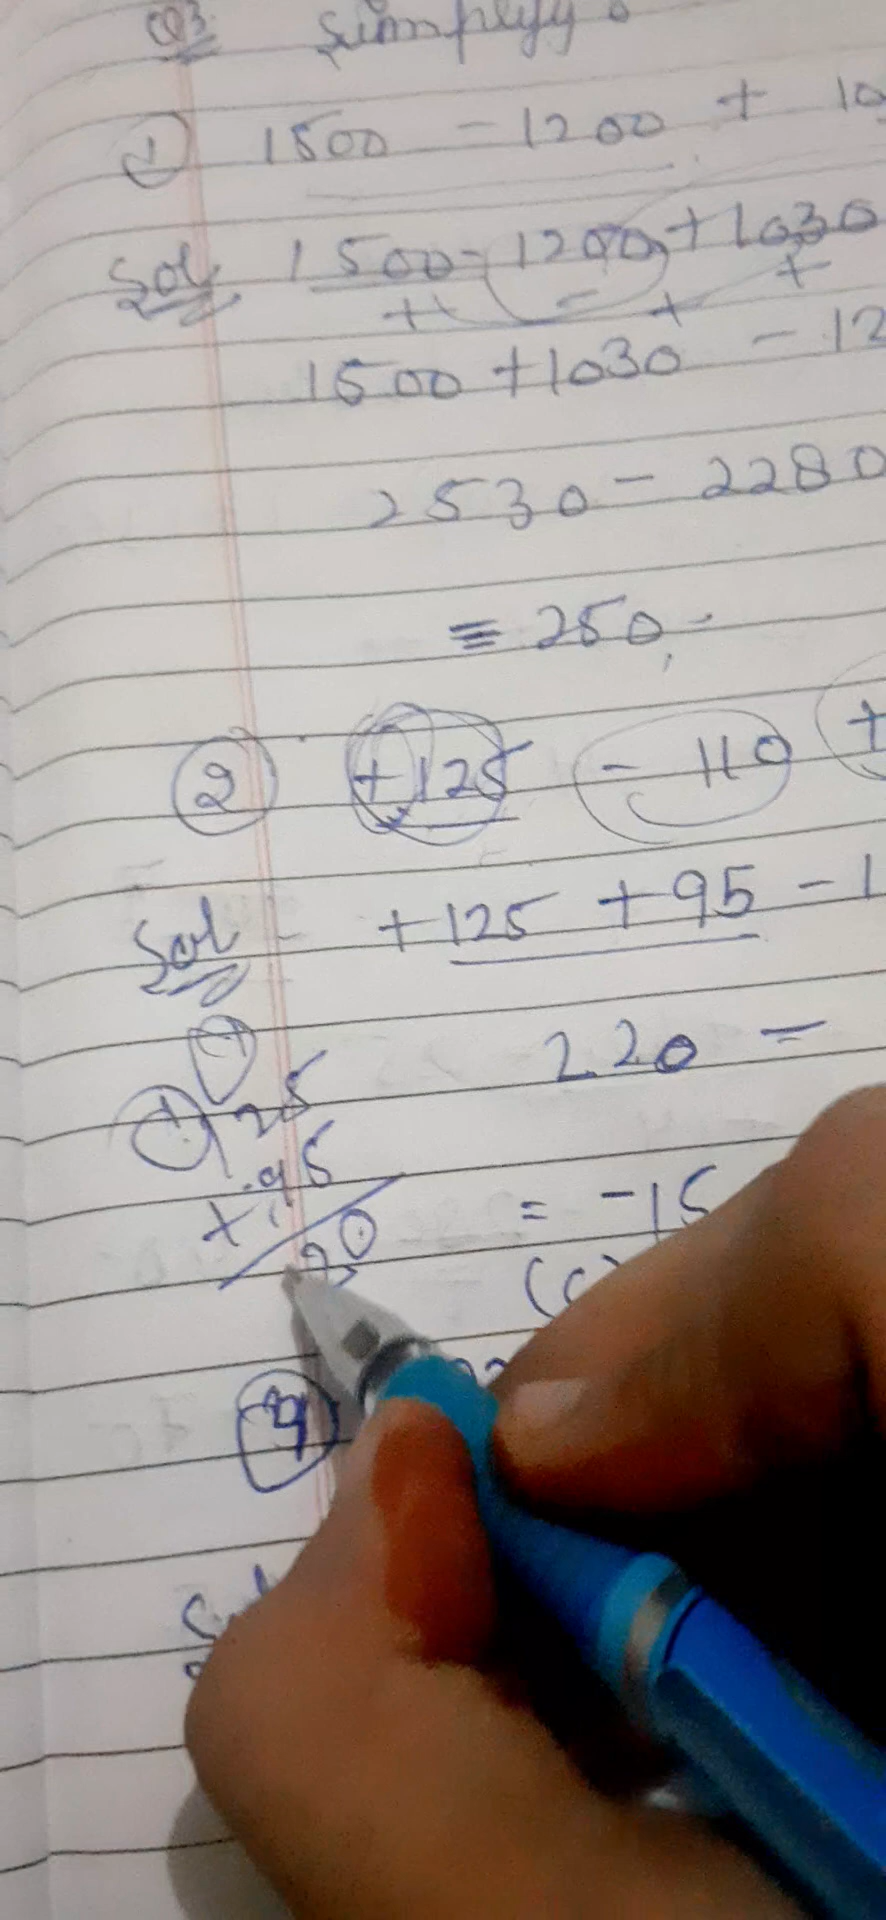 Q3 Simplify :
1 1500 - 1200 + 10
Sol 1500 - 1200 + 1030
+ - + +
1500 + 1030 - 12
2530 - 2280
= 250
2 +125 - 110 +
Sol - +125 + 95 - 1
220 -
125
+ 95
20
= -15